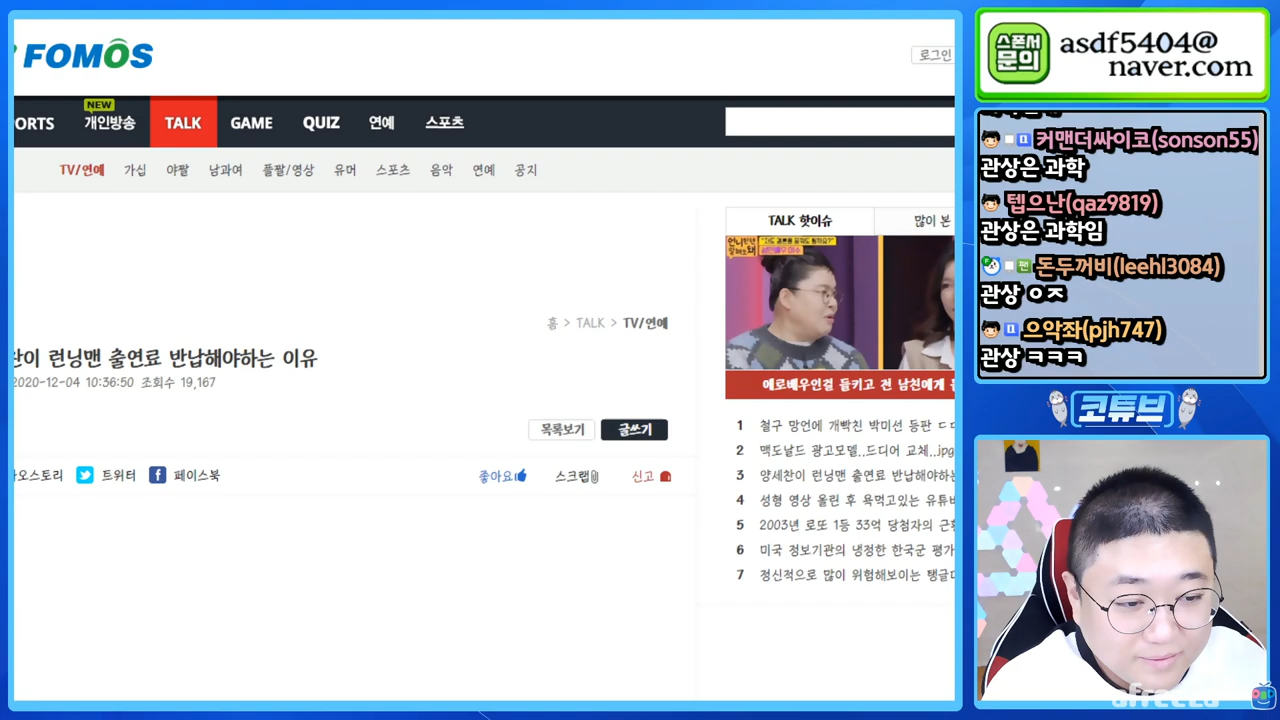 FOMOS
로그인
ORTS
NEW
개인방송
TALK
GAME
QUIZ
연예
스포츠
TV/연예
가십
야짤
남과여
플짤/영상
유머
스포츠
음악
연예
공지
TALK 핫이슈
많이 본
홈 > TALK > TV/연예
찬이 런닝맨 출연료 반납해야하는 이유
2020-12-04 10:36:50 조회수 19,167
목록보기
글쓰기
오스토리
트위터
페이스북
좋아요
스크랩
신고
에로배우인걸 들키고 전 남친에게
1 철구 망언에 개빡친 박미선 등판
2 맥도날드 광고모델,,드디어 교체,,.jpg
3 양세찬이 런닝맨 출연료 반납해야하는
4 성형 영상 올린 후 욕먹고있는 유튜버
5 2003년 로또 1등 33억 당첨자의 근황
6 미국 정보기관의 냉정한 한국군 평가
7 정신적으로 많이 위험해보이는 탱글
스폰서
문의
asdf5404@
naver.com
커맨더싸이코(sonson55)
관상은 과학
텝으난(qaz9819)
관상은 과학임
팬
돈두꺼비(leehl3084)
관상 ㅇㅈ
으악좌(pjh747)
관상 ㅋㅋㅋ
코튜브
afreeca